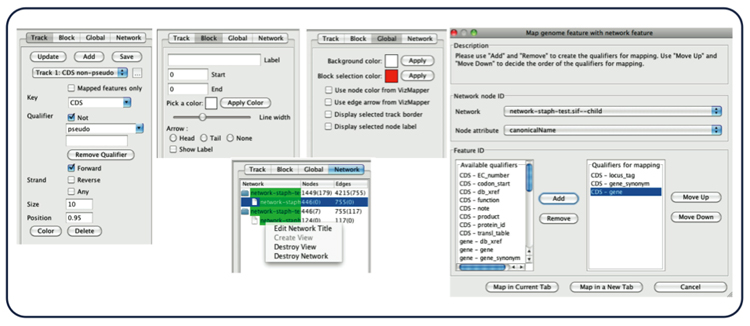 Track Block Global Network
Update Add Save
Track 1: CDS non-pseudo ...
Mapped features only
Key CDS
Qualifier Not
pseudo
Remove Qualifier
Forward
Strand Reverse
Any
Size 10
Position 0.95
Color Delete
Track Block Global Network
Label
0 Start
0 End
Pick a color: Apply Color
Line width
Arrow :
Head Tail None
Show Label
Track Block Global Network
Background color: Apply
Block selection color: Apply
Use node color from VizMapper
Use edge arrow from VizMapper
Display selected track border
Display selected node label
Track Block Global Network
Network Nodes Edges
network-staph-te 1449(179) 4215(755)
network-staph 446(0) 755(0)
network-staph-te 446(7) 755(117)
network-st 124(0) 117(0)
Edit Network Title
Create View
Destroy View
Destroy Network
Map genome feature with network feature
Description
Please use "Add" and "Remove" to create the qualifiers for mapping. Use "Move Up" and
"Move Down" to decide the order of the qualifiers for mapping.
Network node ID
Network network-staph-test.sif--child
Node attribute canonicalName
Feature ID
Available qualifiers
CDS - EC_number
CDS - codon_start
CDS - db_xref
CDS - function
CDS - note
CDS - product
CDS - protein_id
CDS - transl_table
gene - db_xref
gene - gene
gene - gene_synonym
Add
Remove
Qualifiers for mapping
CDS - locus_tag
CDS - gene_synonym
CDS - gene
Move Up
Move Down
Map in Current Tab Map in a New Tab Cancel